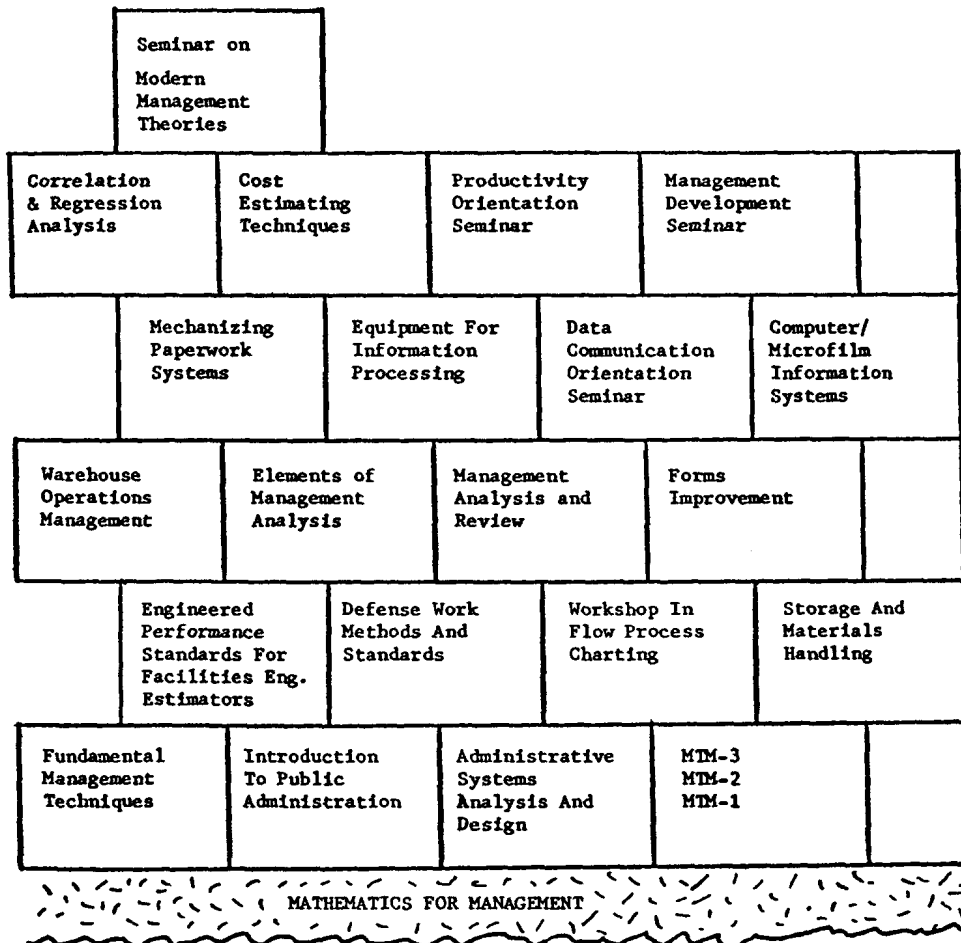 Seminar on
Modern
Management
Theories
Correlation
& Regression
Analysis
Cost
Estimating
Techniques
Productivity
Orientation
Seminar
Management
Development
Seminar
Mechanizing
Paperwork
Systems
Equipment For
Information
Processing
Data
Communication
Orientation
Seminar
Computer/
Microfilm
Information
Systems
Warehouse
Operations
Management
Elements of
Management
Analysis
Management
Analysis and
Review
Forms
Improvement
Engineered
Performance
Standards For
Facilities Eng.
Estimators
Defense Work
Methods And
Standards
Workshop In
Flow Process
Charting
Storage And
Materials
Handling
Fundamental
Management
Techniques
Introduction
To Public
Administration
Administrative
Systems
Analysis And
Design
MTM-3
MTM-2
MTM-1
MATHEMATICS FOR MANAGEMENT